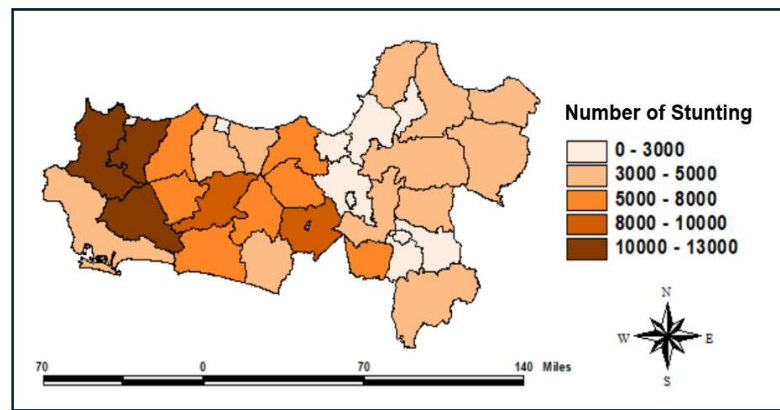 Number of Stunting
0 - 3000
3000 - 5000
5000 - 8000
8000 - 10000
10000 - 13000
N
W E
S
70 0 70 140 Miles